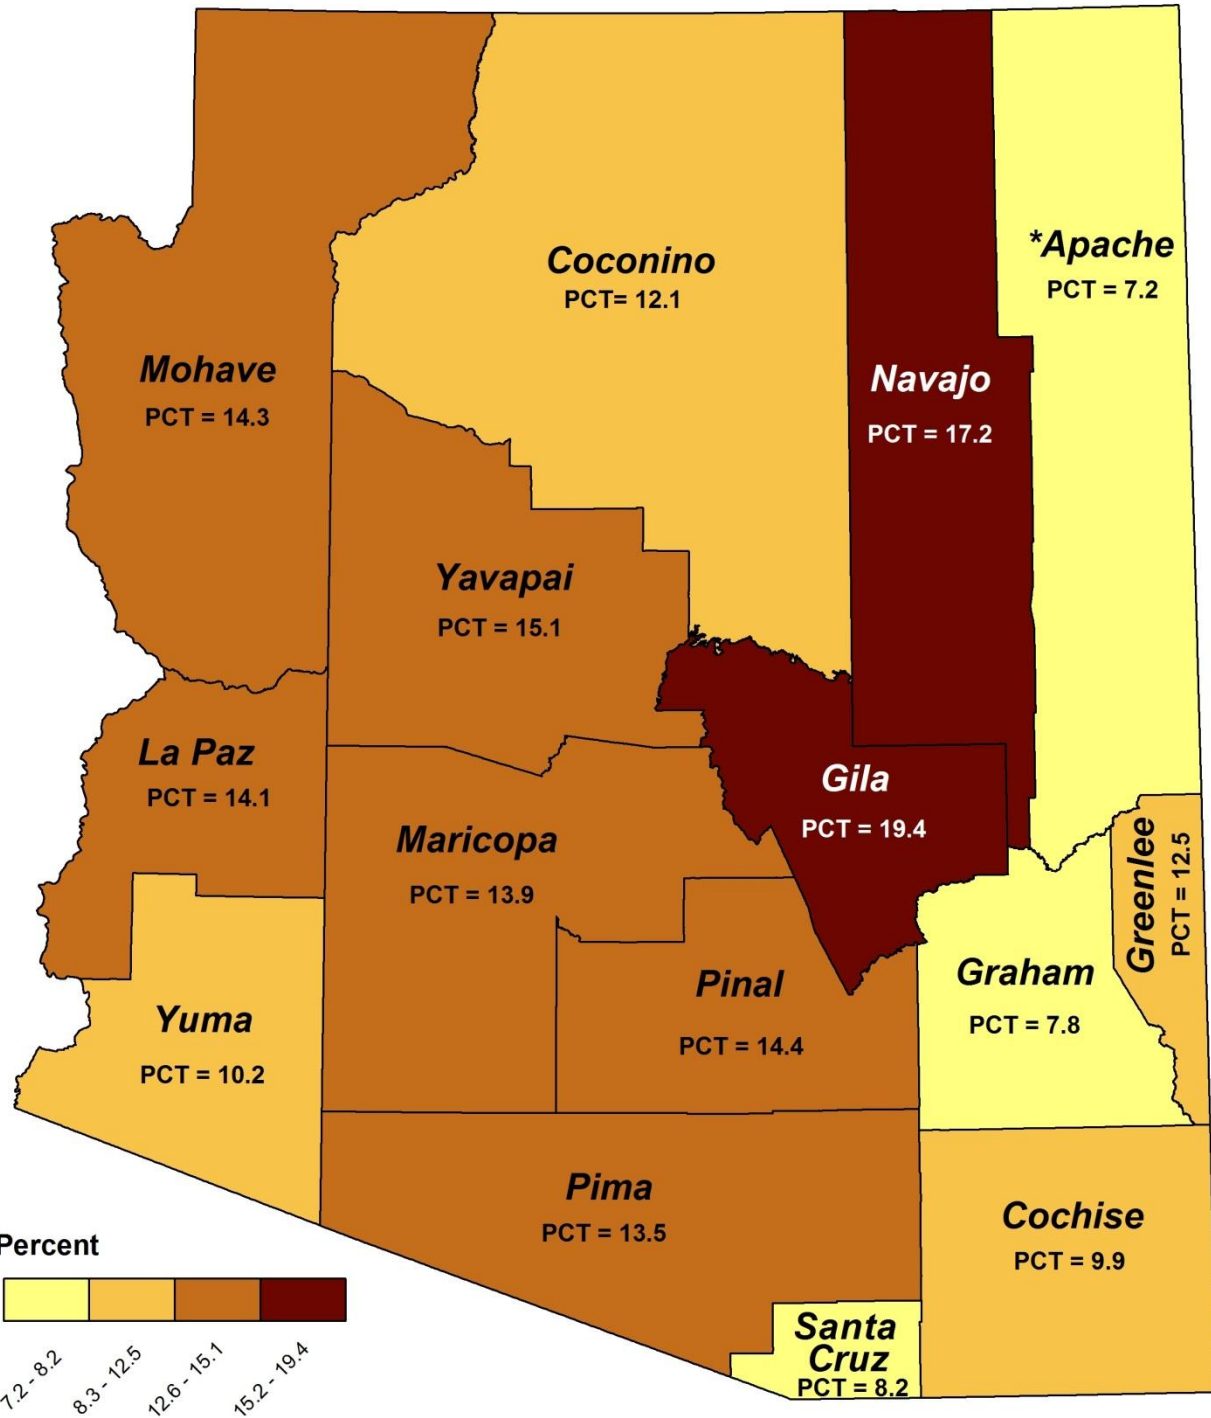 *Apache
PCT = 7.2
Coconino
PCT= 12.1
Mohave
PCT = 14.3
Navajo
PCT = 17.2
Yavapai
PCT = 15.1
La Paz
PCT = 14.1
Gila
PCT = 19.4
Maricopa
PCT = 13.9
Greenlee
PCT = 12.5
Graham
PCT = 7.8
Pinal
PCT = 14.4
Yuma
PCT = 10.2
Pima
PCT = 13.5
Cochise
PCT = 9.9
Santa
Cruz
PCT = 8.2
Percent
7.2 - 8.2
8.3 - 12.5
12.6 - 15.1
15.2 - 19.4